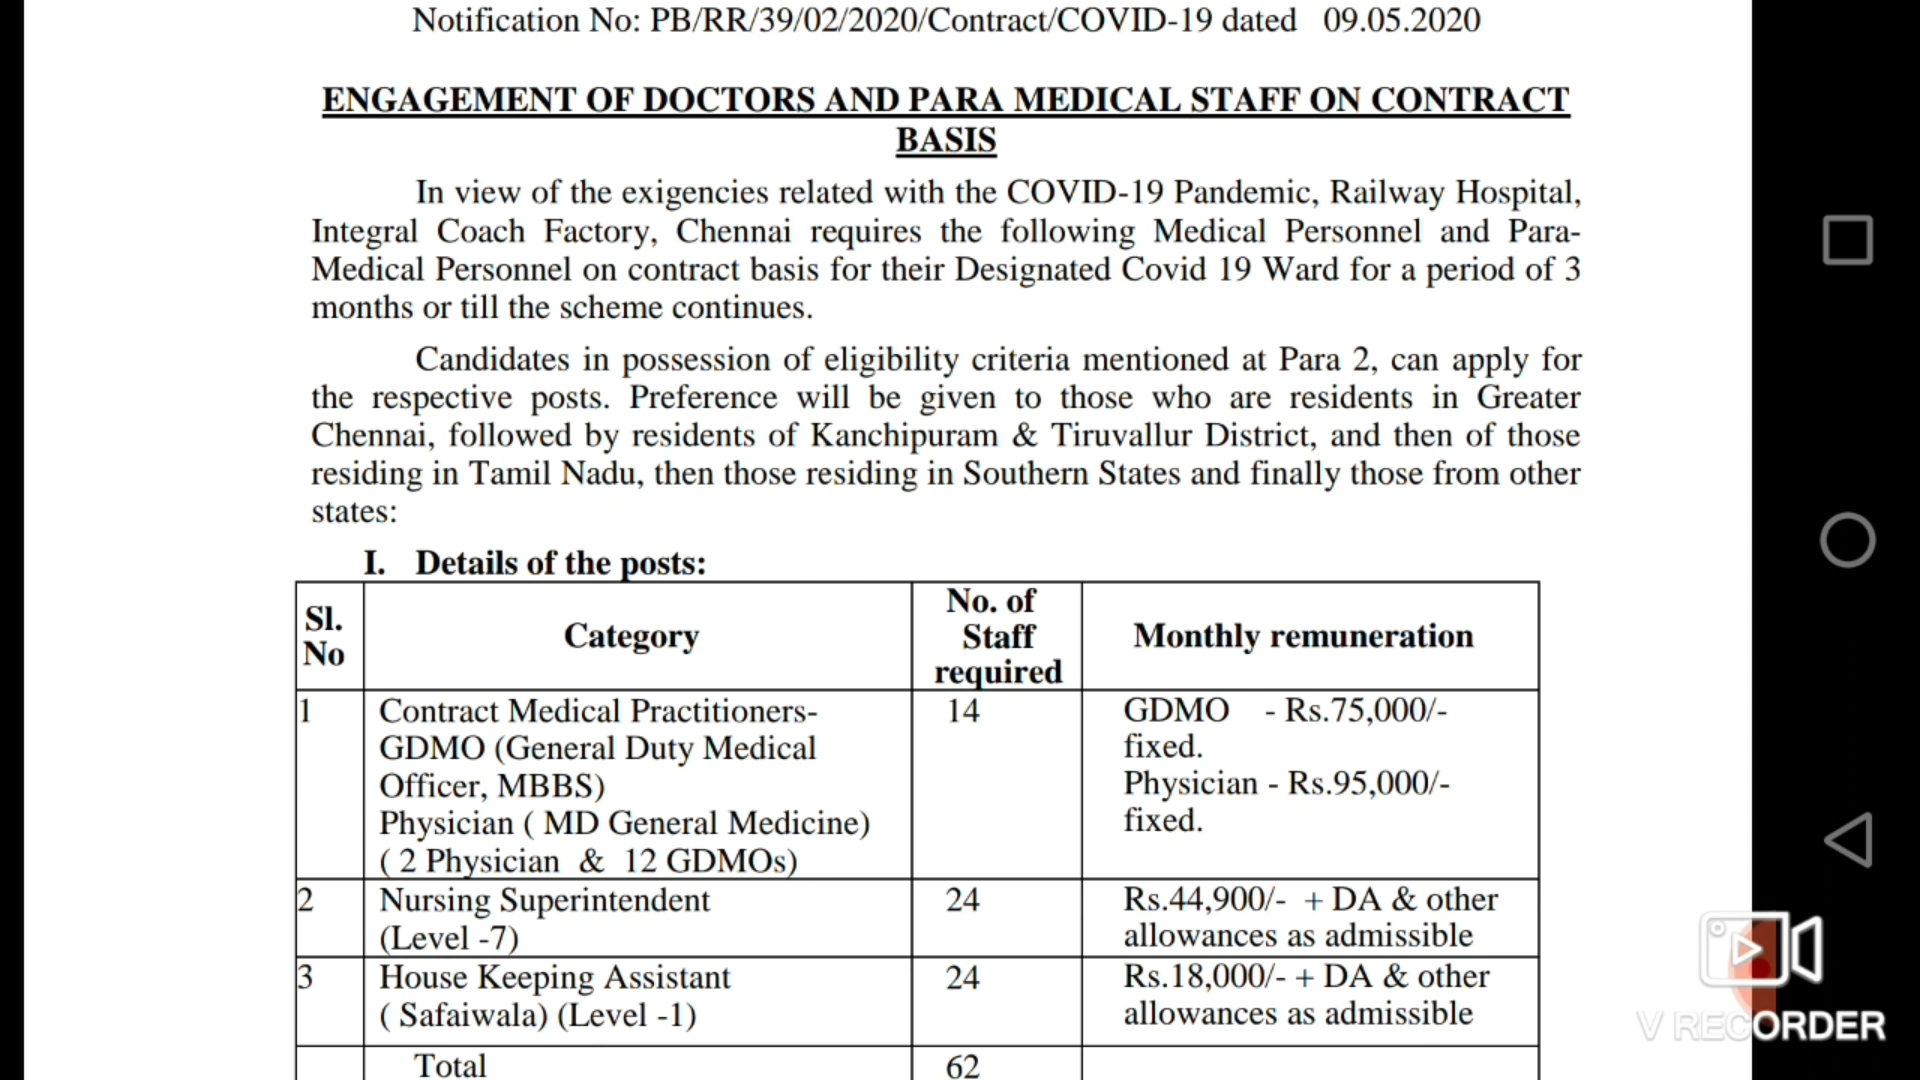 Notification No: PB/RR/39/02/2020/Contract/COVID-19 dated 09.05.2020
ENGAGEMENT OF DOCTORS AND PARA MEDICAL STAFF ON CONTRACT
BASIS
In view of the exigencies related with the COVID-19 Pandemic, Railway Hospital,
Integral Coach Factory, Chennai requires the following Medical Personnel and Para-
Medical Personnel on contract basis for their Designated Covid 19 Ward for a period of 3
months or till the scheme continues.
Candidates in possession of eligibility criteria mentioned at Para 2, can apply for
the respective posts. Preference will be given to those who are residents in Greater
Chennai, followed by residents of Kanchipuram & Tiruvallur District, and then of those
residing in Tamil Nadu, then those residing in Southern States and finally those from other
states:
I. Details of the posts:
Sl.
No
Category
No. of
Staff
required
Monthly remuneration
1
Contract Medical Practitioners-
GDMO (General Duty Medical
Officer, MBBS)
Physician ( MD General Medicine)
( 2 Physician & 12 GDMOs)
14
GDMO - Rs.75,000/-
fixed.
Physician - Rs.95,000/-
fixed.
2
Nursing Superintendent
(Level -7)
24
Rs.44,900/- + DA & other
allowances as admissible
3
House Keeping Assistant
( Safaiwala) (Level -1)
24
Rs.18,000/- + DA & other
allowances as admissible
Total
62
V RECORDER